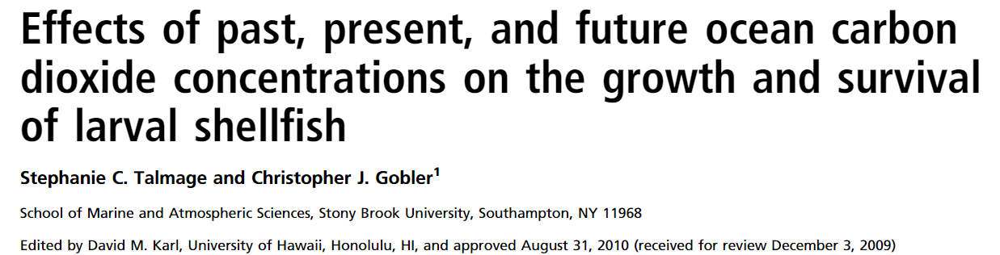 Effects of past, present, and future ocean carbon
dioxide concentrations on the growth and survival
of larval shellfish
Stephanie C. Talmage and Christopher J. Gobler1
School of Marine and Atmospheric Sciences, Stony Brook University, Southampton, NY 11968
Edited by David M. Karl, University of Hawaii, Honolulu, HI, and approved August 31, 2010 (received for review December 3, 2009)